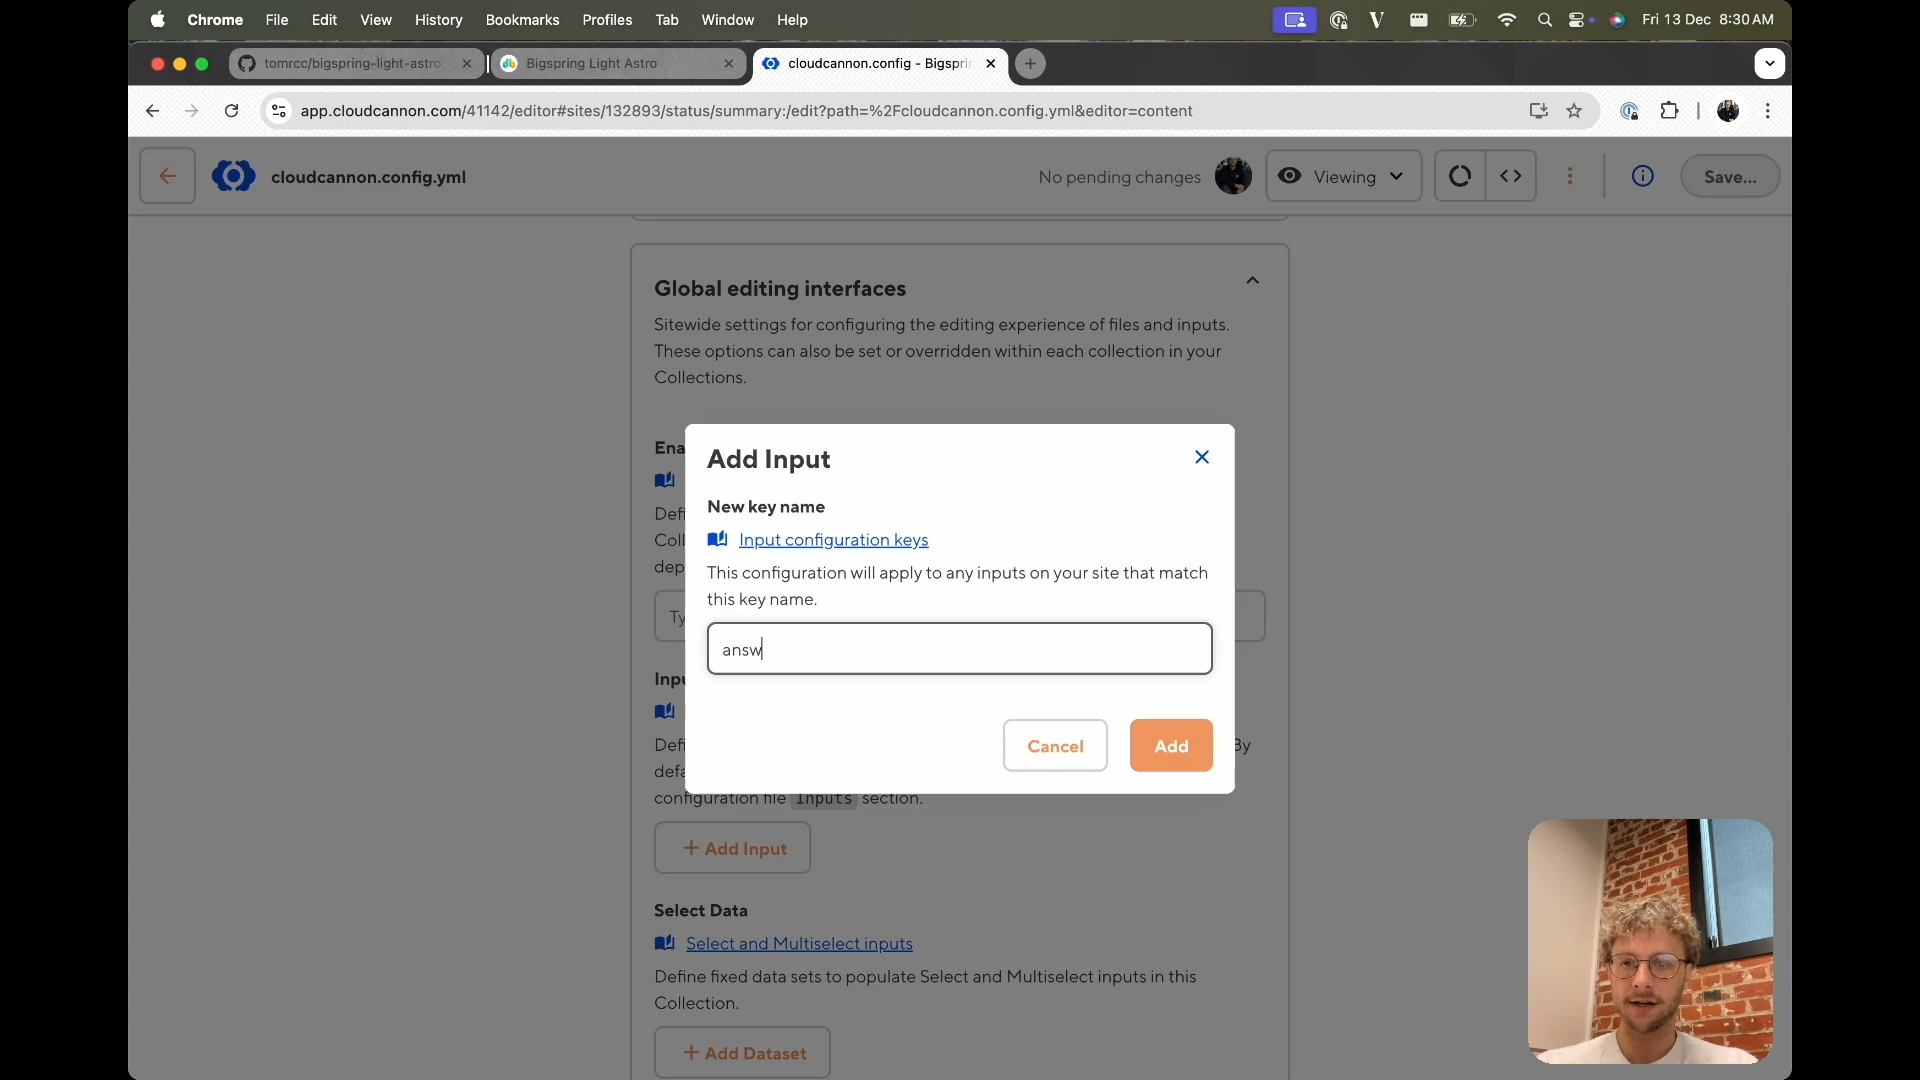 Chrome File Edit View History Bookmarks Profiles Tab Window Help
Fri 13 Dec 8:30 AM
tomrcc/bigspring-light-astro
Bigspring Light Astro
cloudcannon.config - Bigspri
app.cloudcannon.com/41142/editor#sites/132893/status/summary:/edit?path=%2Fcloudcannon.config.yml&editor=content
cloudcannon.config.yml
No pending changes
Viewing
Save...
Global editing interfaces
Sitewide settings for configuring the editing experience of files and inputs.
These options can also be set or overridden within each collection in your
Collections.
Ena
Defi
Coll
dep
Ty
Add Input
New key name
Input configuration keys
This configuration will apply to any inputs on your site that match
this key name.
answ
Cancel
Add
Inpu
Defi
By
defa
configuration file Inputs section.
+ Add Input
Select Data
Select and Multiselect inputs
Define fixed data sets to populate Select and Multiselect inputs in this
Collection.
+ Add Dataset